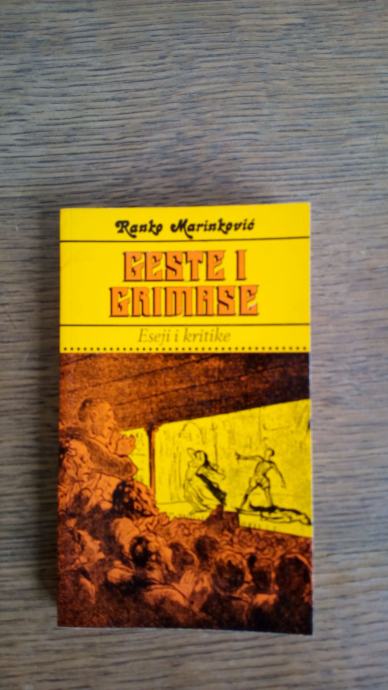 Ranko Marinković
GESTE I
GRIMASE
Eseji i kritike